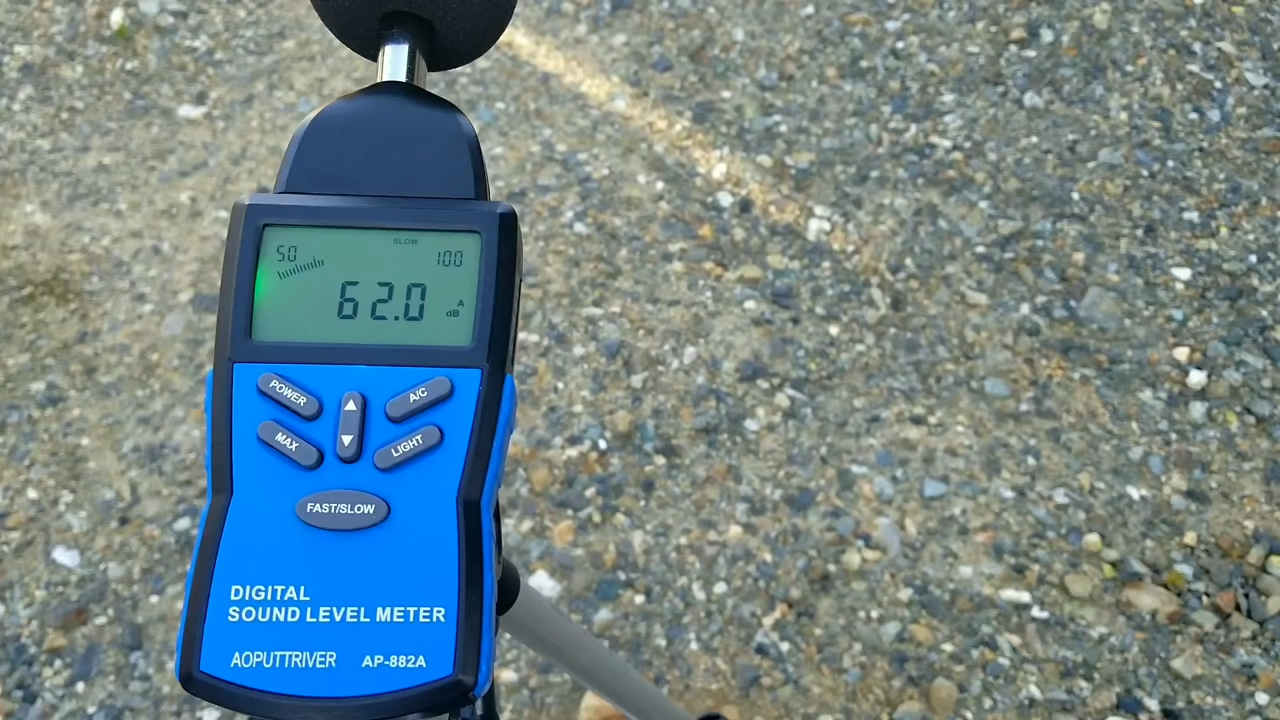 SLOW
50
100
62.0
A
dB
POWER
A/C
MAX
LIGHT
FAST/SLOW
DIGITAL
SOUND LEVEL METER
AOPUTTRIVER AP-882A